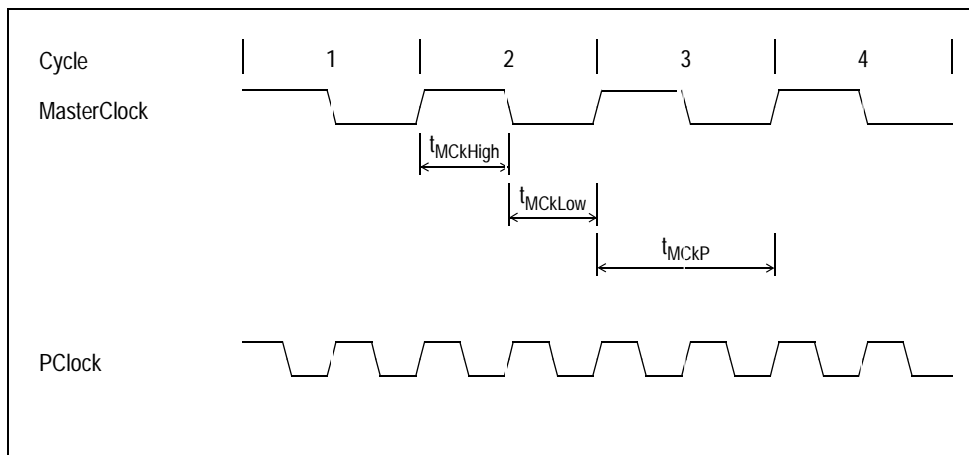 Cycle 1 2 3 4
MasterClock
tMCkHigh
tMCkLow
tMCkP
PClock